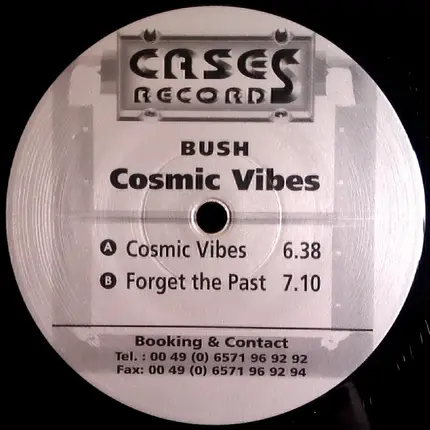 CASES
RECORDS
BUSH
Cosmic Vibes
A Cosmic Vibes 6.38
B Forget the Past 7.10
Booking & Contact
Tel. : 00 49 (0) 6571 96 92 92
Fax: 00 49 (0) 6571 96 92 94